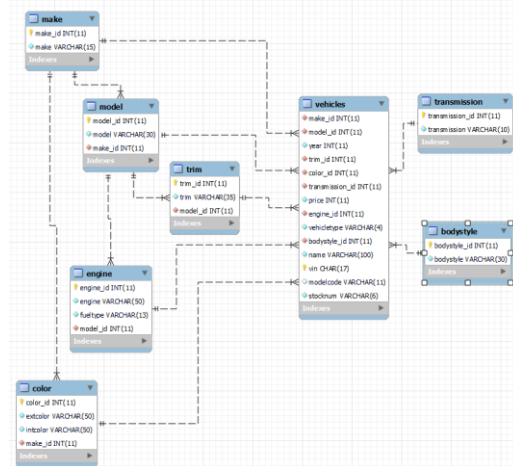 make
make_id INT(11)
make VARCHAR(15)
Indexes
model
model_id INT(11)
model VARCHAR(30)
make_id INT(11)
Indexes
trim
trim_id INT(11)
trim VARCHAR(35)
model_id INT(11)
Indexes
engine
engine_id INT(11)
engine VARCHAR(50)
fueltype VARCHAR(13)
model_id INT(11)
Indexes
color
color_id INT(11)
extcolor VARCHAR(50)
intcolor VARCHAR(50)
make_id INT(11)
Indexes
vehicles
make_id INT(11)
model_id INT(11)
year INT(11)
trim_id INT(11)
color_id INT(11)
transmission_id INT(11)
price INT(11)
engine_id INT(11)
vehicletype VARCHAR(4)
bodystyle_id INT(11)
name VARCHAR(100)
vin CHAR(17)
modelcode VARCHAR(11)
stocknum VARCHAR(6)
Indexes
transmission
transmission_id INT(11)
transmission VARCHAR(10)
Indexes
bodystyle
bodystyle_id INT(11)
bodystyle VARCHAR(30)
Indexes